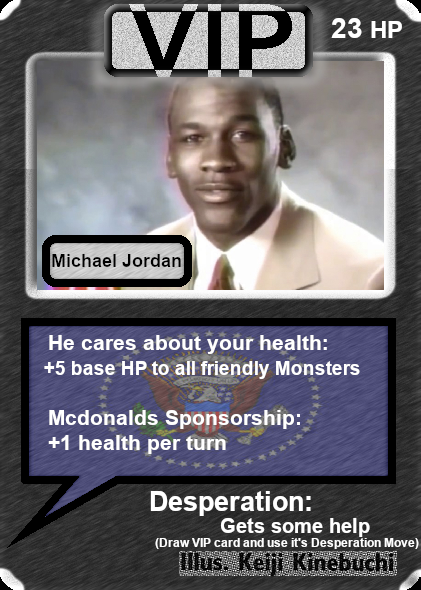 VIP
23 HP
Michael Jordan
He cares about your health:
+5 base HP to all friendly Monsters
Mcdonalds Sponsorship:
+1 health per turn
Desperation:
Gets some help
(Draw VIP card and use it's Desperation Move)
Illus. Keiji Kinebuchi